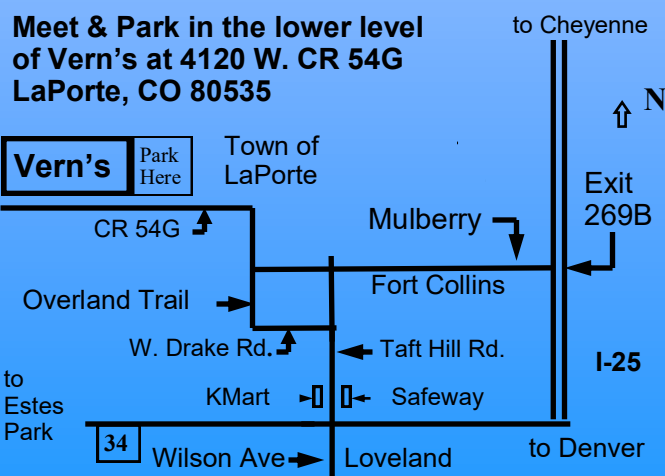 Meet & Park in the lower level
of Vern's at 4120 W. CR 54G
LaPorte, CO 80535
to Cheyenne
N
Vern's
Park
Here
Town of
LaPorte
Exit
269B
CR 54G
Mulberry
Fort Collins
Overland Trail
W. Drake Rd.
Taft Hill Rd.
I-25
to
Estes
Park
KMart
Safeway
34
Wilson Ave
Loveland
to Denver